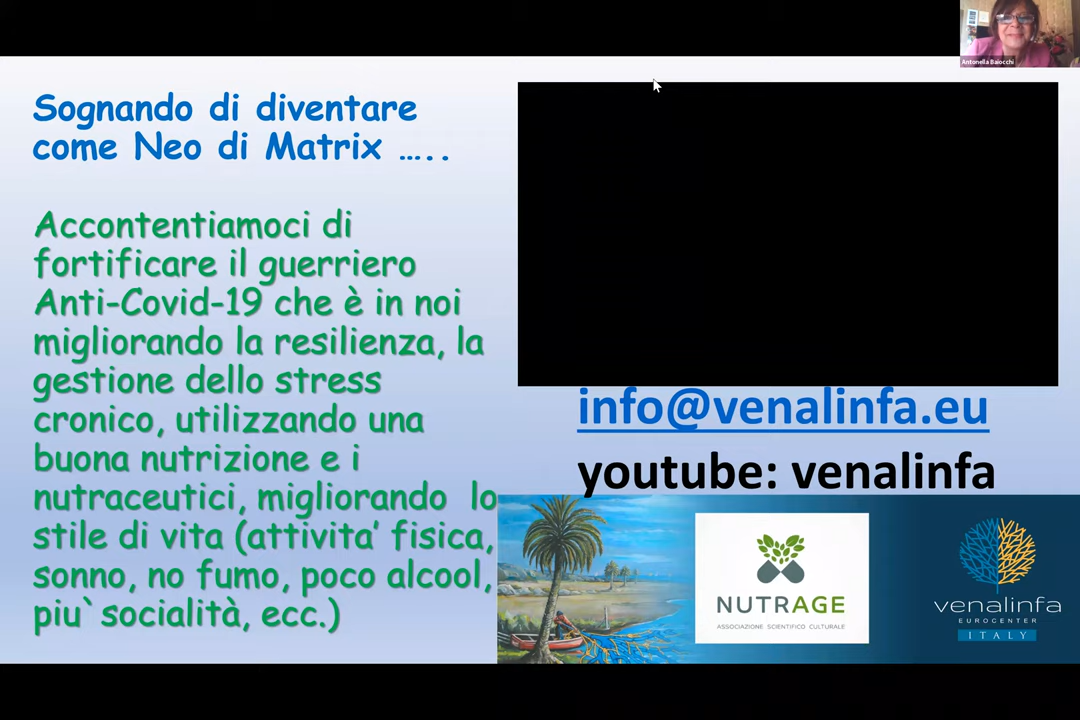 Antonella Baiocchi
Sognando di diventare
come Neo di Matrix …..
Accontentiamoci di
fortificare il guerriero
Anti-Covid-19 che è in noi
migliorando la resilienza, la
gestione dello stress
cronico, utilizzando una
buona nutrizione e i
nutraceutici, migliorando lo
stile di vita (attivita’ fisica,
sonno, no fumo, poco alcool,
piu` socialità, ecc.)
info@venalinfa.eu
youtube: venalinfa
NUTRAGE
ASSOCIAZIONE SCIENTIFICO CULTURALE
venalinfa
EUROCENTER
ITALY